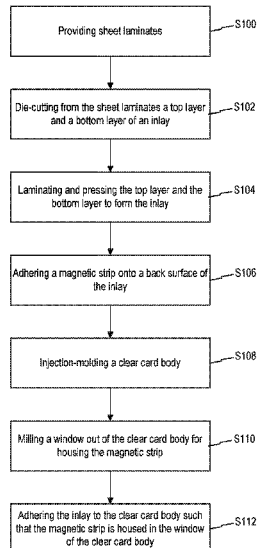 Providing sheet laminates
S100
Die-cutting from the sheet laminates a top layer
and a bottom layer of an inlay
S102
Laminating and pressing the top layer and the
bottom layer to form the inlay
S104
Adhering a magnetic strip onto a back surface of
the inlay
S106
Injection-molding a clear card body
S108
Milling a window out of the clear card body for
housing the magnetic strip
S110
Adhering the inlay to the clear card body such
that the magnetic strip is housed in the window
of the clear card body
S112